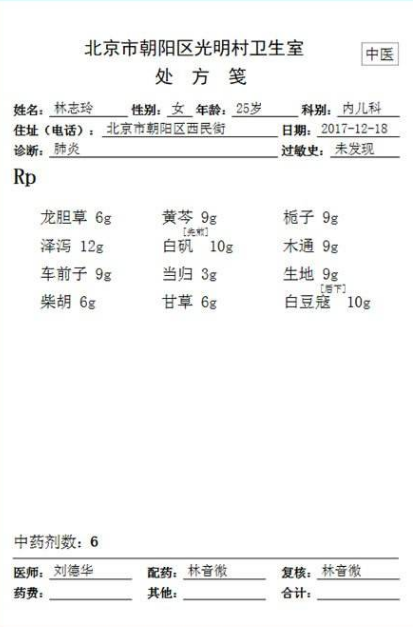 北京市朝阳区光明村卫生室
中医
处 方 笺
姓名: 林志玲 性别: 女 年龄: 25岁 科别: 内儿科
住址（电话）: 北京市朝阳区西民街 日期: 2017-12-18
诊断: 肺炎 过敏史: 未发现
Rp
龙胆草 6g 黄芩 9g 栀子 9g
[先煎]
泽泻 12g 白矾 10g 木通 9g
车前子 9g 当归 3g 生地 9g
[后下]
柴胡 6g 甘草 6g 白豆寇 10g
中药剂数: 6
医师: 刘德华 配药: 林音微 复核: 林音微
药费: 其他: 合计: